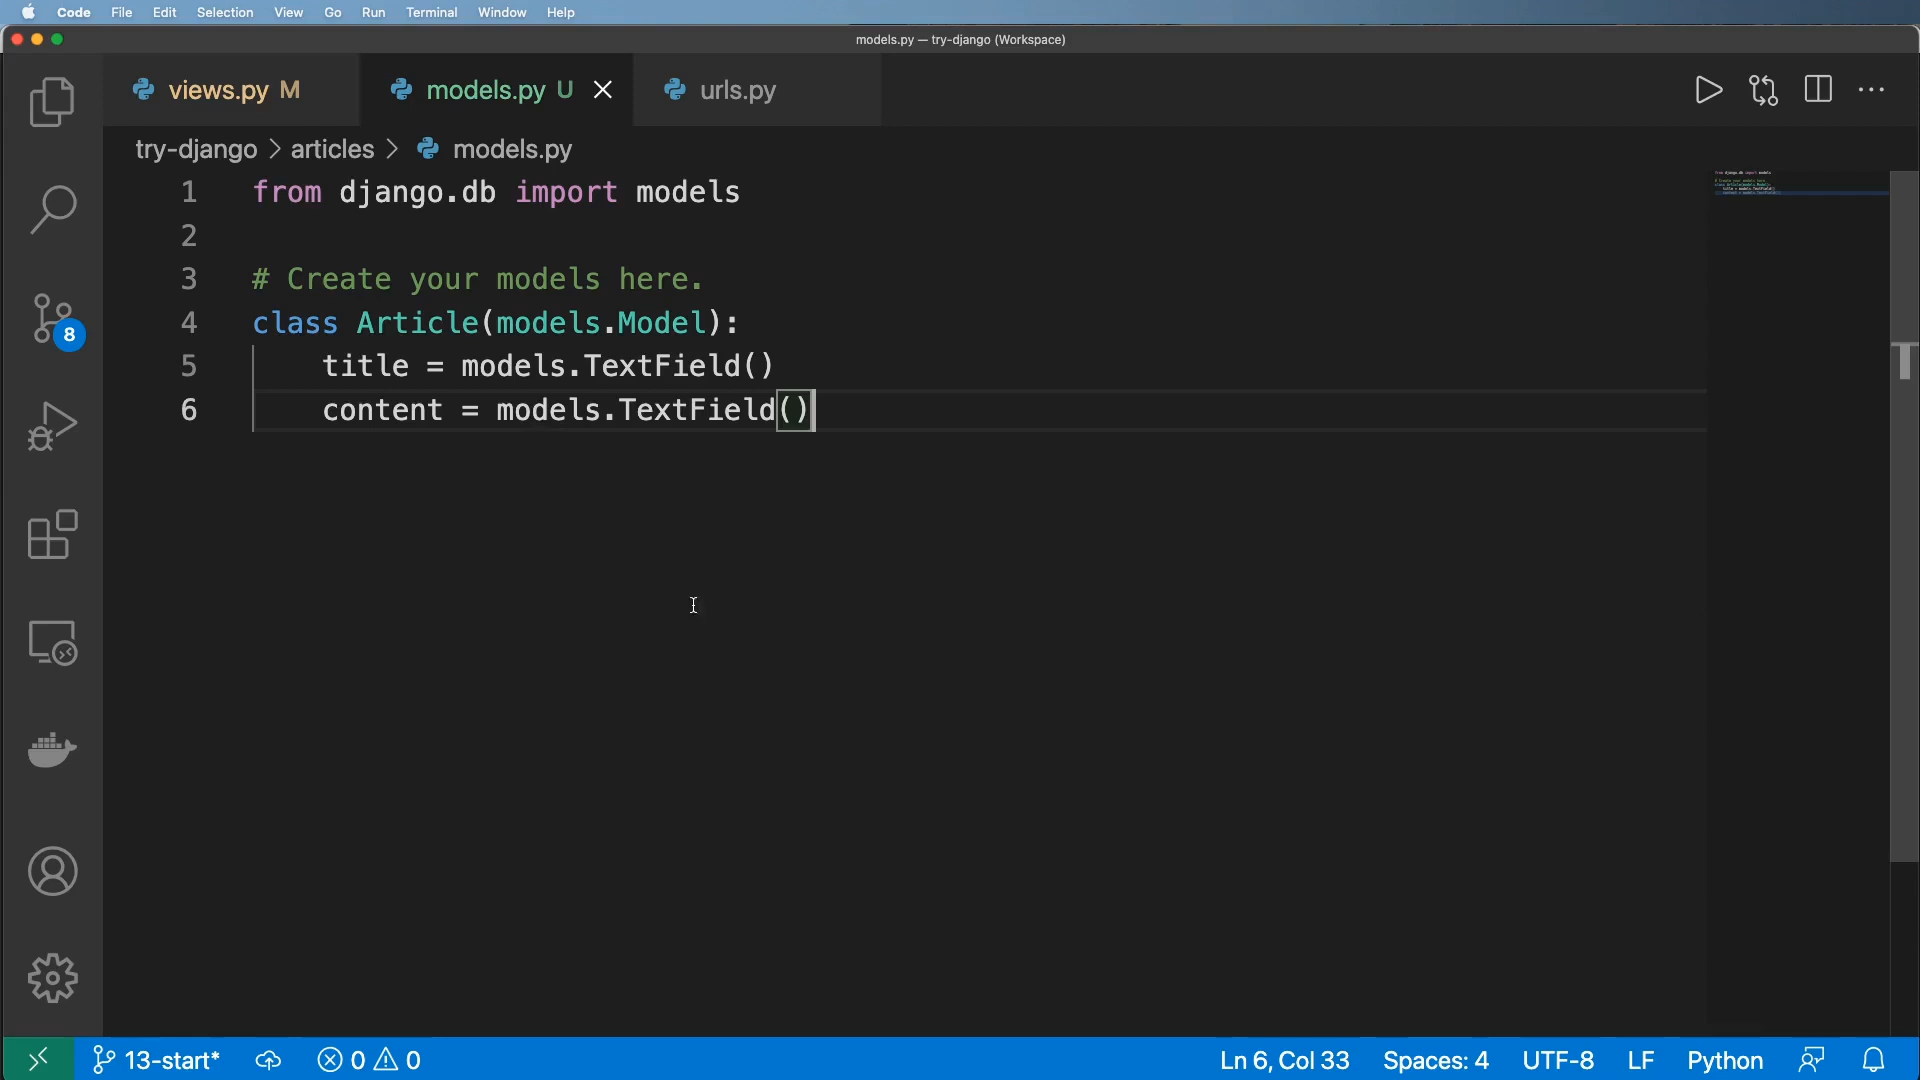 Code File Edit Selection View Go Run Terminal Window Help
models.py — try-django (Workspace)
views.py M models.py U urls.py
try-django > articles > models.py
1 from django.db import models
2
3 # Create your models here.
4 class Article(models.Model):
5     title = models.TextField()
6     content = models.TextField()
8
13-start* 0 0 Ln 6, Col 33 Spaces: 4 UTF-8 LF Python